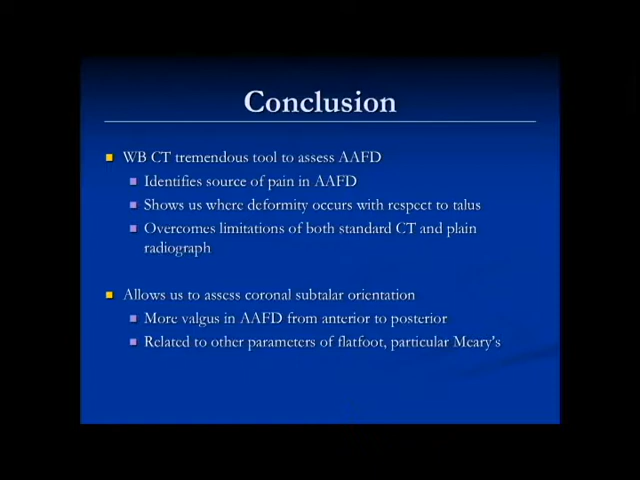 Conclusion
WB CT tremendous tool to assess AAFD
Identifies source of pain in AAFD
Shows us where deformity occurs with respect to talus
Overcomes limitations of both standard CT and plain
radiograph
Allows us to assess coronal subtalar orientation
More valgus in AAFD from anterior to posterior
Related to other parameters of flatfoot, particular Meary's